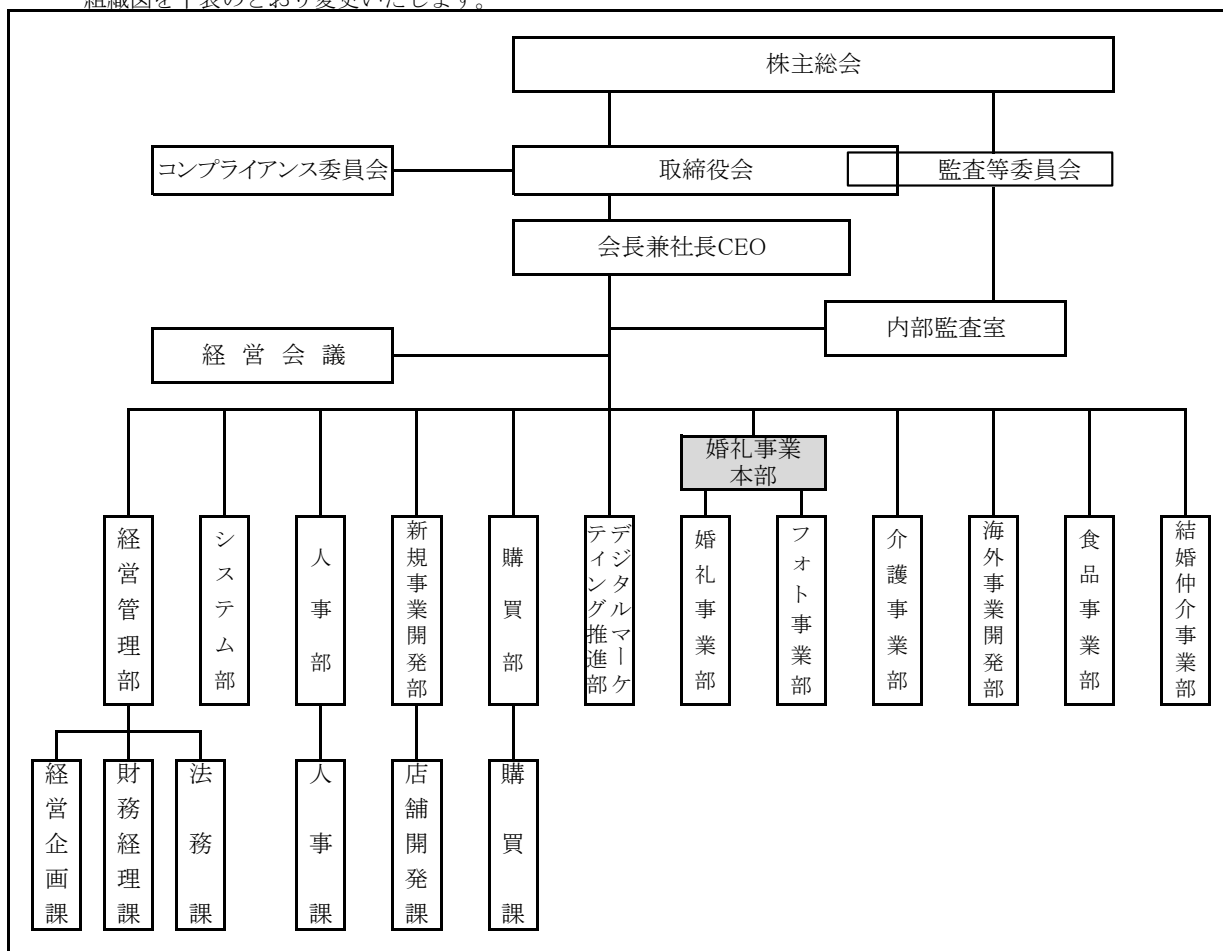 組織図を下表のとおり変更いたします。
株主総会
コンプライアンス委員会
取締役会
監査等委員会
会長兼社長CEO
内部監査室
経営会議
婚礼事業
本部
経営管理部
システム部
人事部
新規事業開発部
購買部
デジタルマーケ
ティング推進部
婚礼事業部
フォト事業部
介護事業部
海外事業開発部
食品事業部
結婚仲介事業部
経営企画課
財務経理課
法務課
人事課
店舗開発課
購買課